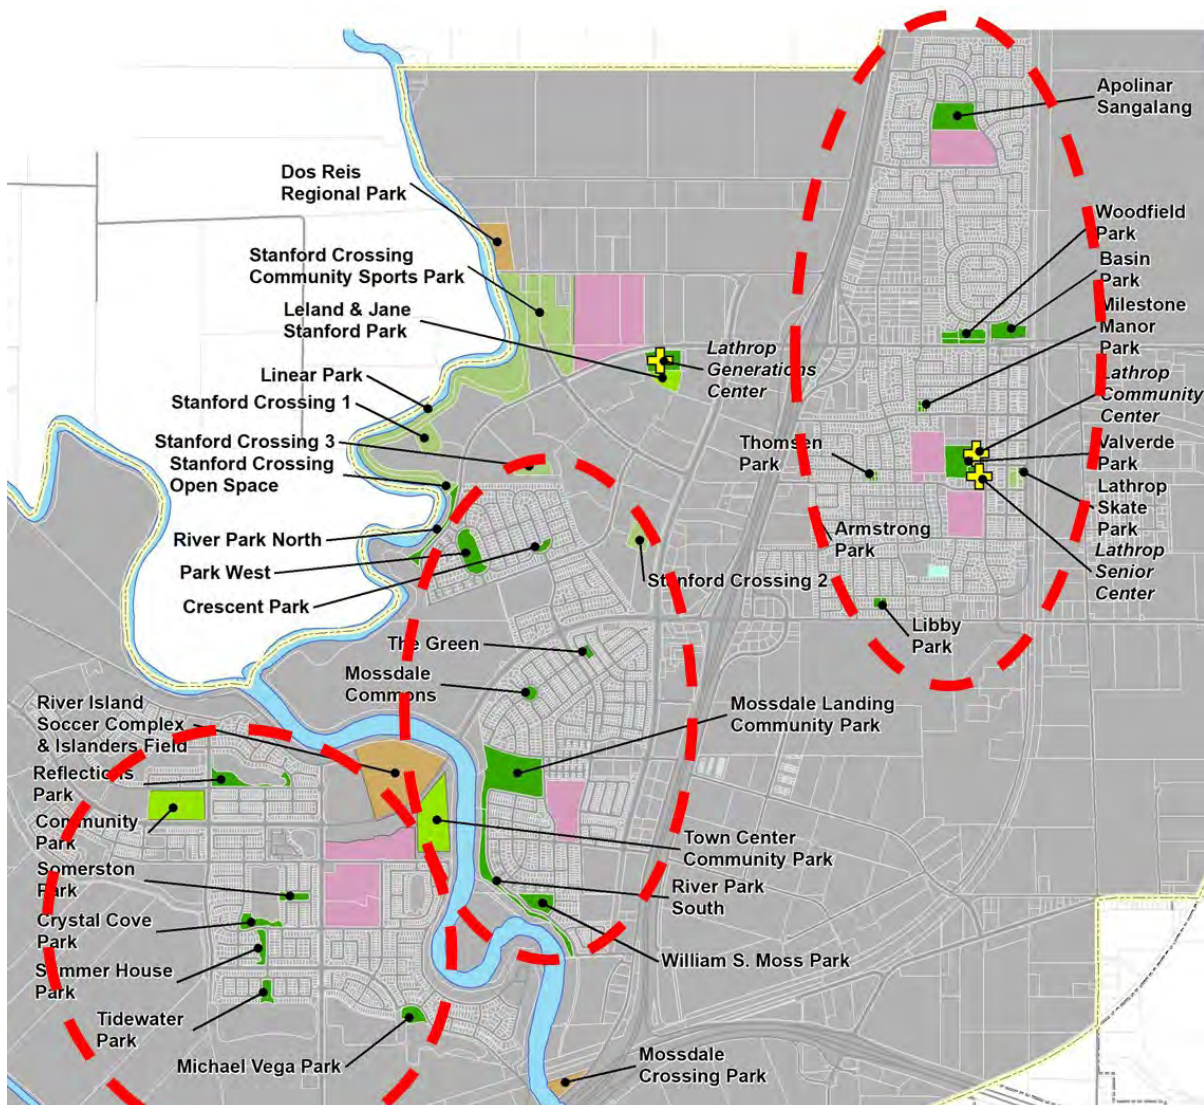 Apolinar
Sangalang
Dos Reis
Regional Park
Woodfield
Park
Stanford Crossing
Community Sports Park
Basin
Park
Leland & Jane
Stanford Park
Milestone
Manor
Park
Lathrop
Generations
Center
Linear Park
Lathrop
Community
Center
Stanford Crossing 1
Stanford Crossing 3
Thomsen
Park
Valverde
Park
Stanford Crossing
Open Space
Lathrop
Skate
Park
River Park North
Armstrong
Park
Park West
Lathrop
Senior
Center
Stanford Crossing 2
Crescent Park
Libby
Park
The Green
Mossdale
Commons
River Island
Soccer Complex
& Islanders Field
Mossdale Landing
Community Park
Reflections
Park
Community
Park
Town Center
Community Park
Somerston
Park
River Park
South
Crystal Cove
Park
William S. Moss Park
Summer House
Park
Tidewater
Park
Michael Vega Park
Mossdale
Crossing Park